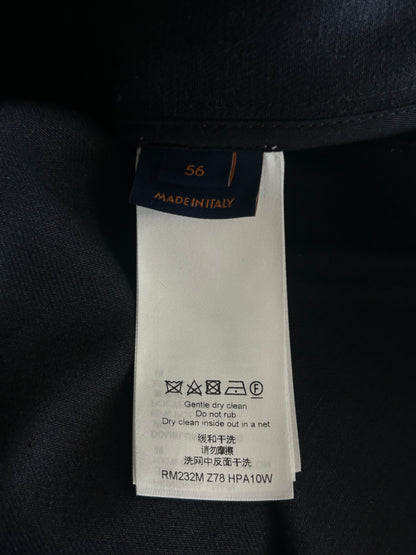 56
MADE IN ITALY
F
Gentle dry clean
Do not rub
Dry clean inside out in a net
缓和干洗
请勿摩擦
洗网中反面干洗
RM232M Z78 HPA10W